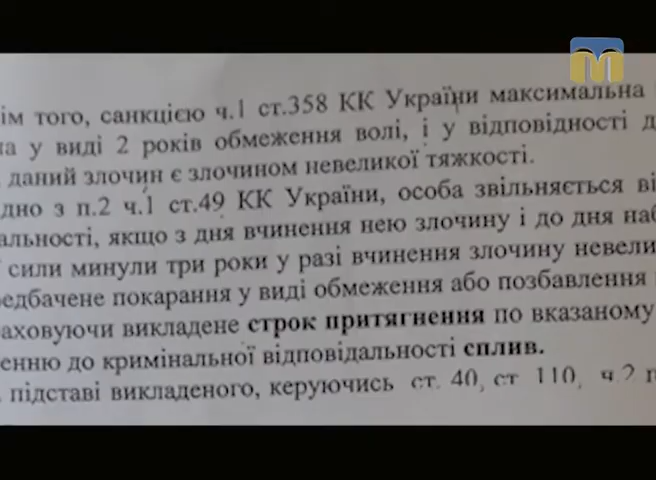 ім того, санкцією ч.1 ст.358 КК України максимальна
на у виді 2 років обмеження волі, і у відповідності д
, даний злочин є злочином невеликої тяжкості.
дно з п.2 ч.1 ст.49 КК України, особа звільняється ві
альності, якщо з дня вчинення нею злочину і до дня наб
ї сили минули три роки у разі вчинення злочину невели
едбачене покарання у виді обмеження або позбавлення
раховуючи викладене строк притягнення по вказаному
енню до кримінальної відповідальності сплив.
підставі викладеного, керуючись ст. 40, ст 110, ч.2 п